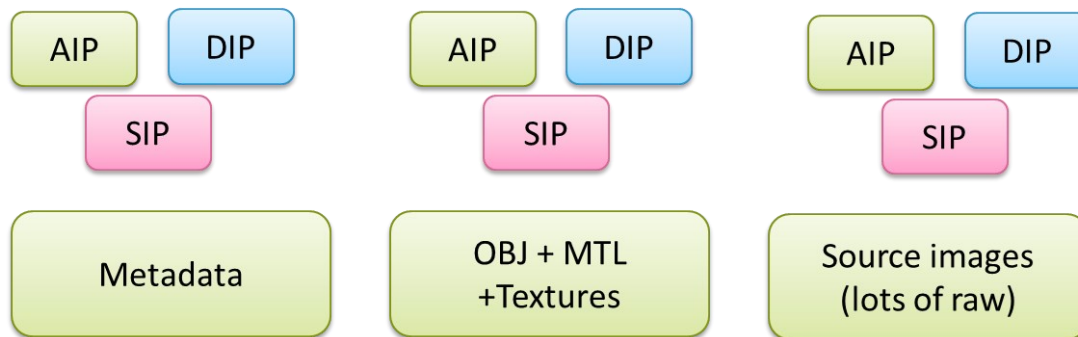 AIP
DIP
SIP
AIP
DIP
SIP
AIP
DIP
SIP
Metadata
OBJ + MTL
+Textures
Source images
(lots of raw)